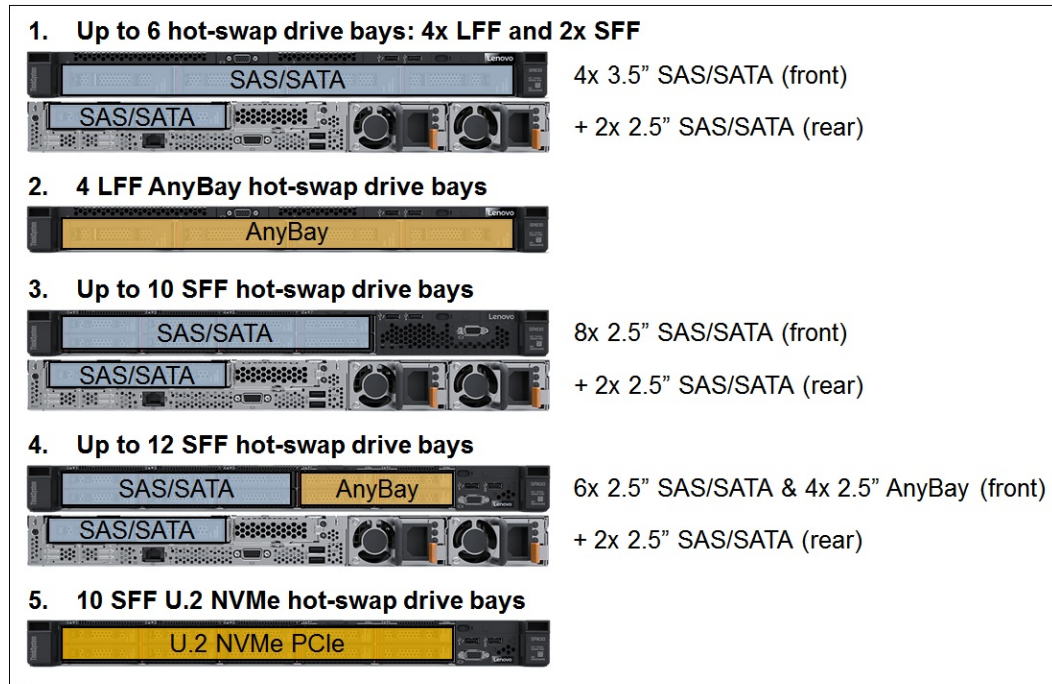 1. Up to 6 hot-swap drive bays: 4x LFF and 2x SFF
Lenovo
SAS/SATA
4x 3.5” SAS/SATA (front)
SAS/SATA
+ 2x 2.5” SAS/SATA (rear)
2. 4 LFF AnyBay hot-swap drive bays
Lenovo
AnyBay
3. Up to 10 SFF hot-swap drive bays
Lenovo
SAS/SATA
8x 2.5” SAS/SATA (front)
SAS/SATA
+ 2x 2.5” SAS/SATA (rear)
4. Up to 12 SFF hot-swap drive bays
SAS/SATA AnyBay
6x 2.5” SAS/SATA & 4x 2.5” AnyBay (front)
Lenovo
SAS/SATA
+ 2x 2.5” SAS/SATA (rear)
5. 10 SFF U.2 NVMe hot-swap drive bays
U.2 NVMe PCIe
Lenovo